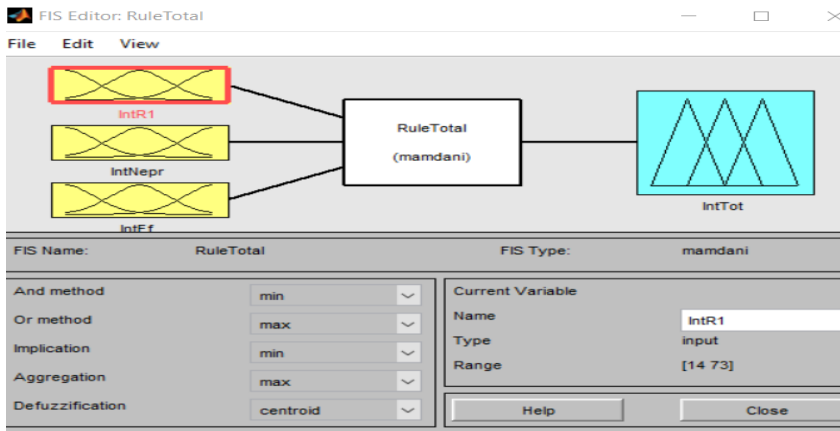 FIS Editor: RuleTotal
File Edit View
IntR1
IntNepr
IntEf
RuleTotal
(mamdani)
IntTot
FIS Name: RuleTotal FIS Type: mamdani
And method min
Or method max
Implication min
Aggregation max
Defuzzification centroid
Current Variable
Name IntR1
Type input
Range [14 73]
Help Close